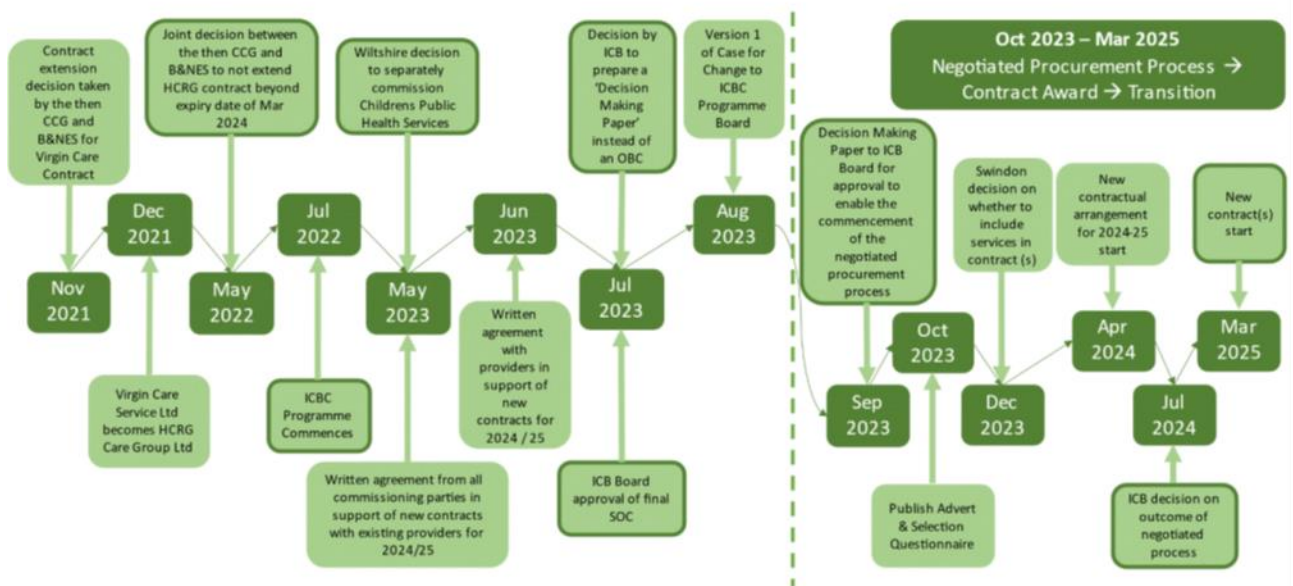 Contract
extension
decision taken
by the then
CCG and
B&NES for
Virgin Care
Contract
Nov
2021
Dec
2021
Virgin Care
Service Ltd
becomes HCRG
Care Group Ltd
Joint decision between
the then CCG and
B&NES to not extend
HCRG contract beyond
expiry date of Mar
2024
May
2022
Jul
2022
ICBC
Programme
Commences
Wiltshire decision
to separately
commission
Childrens Public
Health Services
May
2023
Written agreement from all
commissioning parties in
support of new contracts
with existing providers for
2024/25
Jun
2023
Written
agreement
with
providers in
support of
new
contracts for
2024 / 25
Decision by
ICB to
prepare a
‘Decision
Making
Paper’
instead of
an OBC
Jul
2023
ICB Board
approval of final
SOC
Version 1
of Case for
Change to
ICBC
Programme
Board
Aug
2023
Oct 2023 – Mar 2025
Negotiated Procurement Process →
Contract Award → Transition
Decision Making
Paper to ICB
Board for
approval to
enable the
commencement
of the
negotiated
procurement
process
Sep
2023
Oct
2023
Publish Advert
& Selection
Questionnaire
Swindon
decision on
whether to
include
services in
contract (s)
Dec
2023
New
contractual
arrangement
for 2024-25
start
Apr
2024
Jul
2024
ICB decision on
outcome of
negotiated
process
New
contract(s)
start
Mar
2025